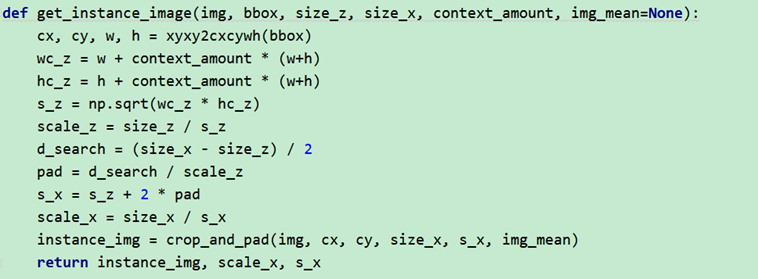 def get_instance_image(img, bbox, size_z, size_x, context_amount, img_mean=None):
    cx, cy, w, h = xyxy2cxcywh(bbox)
    wc_z = w + context_amount * (w+h)
    hc_z = h + context_amount * (w+h)
    s_z = np.sqrt(wc_z * hc_z)
    scale_z = size_z / s_z
    d_search = (size_x - size_z) / 2
    pad = d_search / scale_z
    s_x = s_z + 2 * pad
    scale_x = size_x / s_x
    instance_img = crop_and_pad(img, cx, cy, size_x, s_x, img_mean)
    return instance_img, scale_x, s_x